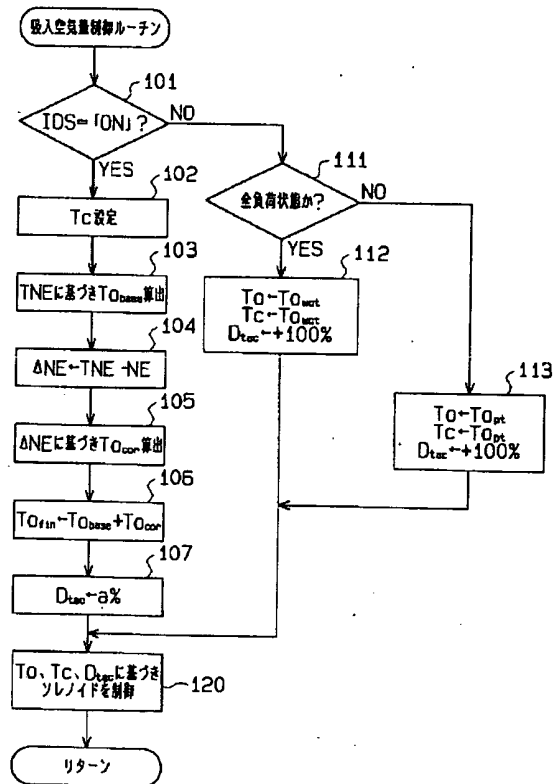 吸入空気量制御ルーチン
101
IDS=「ON」?
NO
YES
102
Tc設定
103
TNEに基づきTObase算出
104
ΔNE←TNE-NE
105
ΔNEに基づきTOcor算出
106
TOfin←TObase+TOcor
107
Dtac←a%
111
全負荷状態か?
NO
YES
112
To←TOwot
Tc←TOwot
Dtac←+100%
113
To←TOpt
Tc←TOpt
Dtac←+100%
To、Tc、Dtacに基づき
ソレノイドを制御
120
リターン